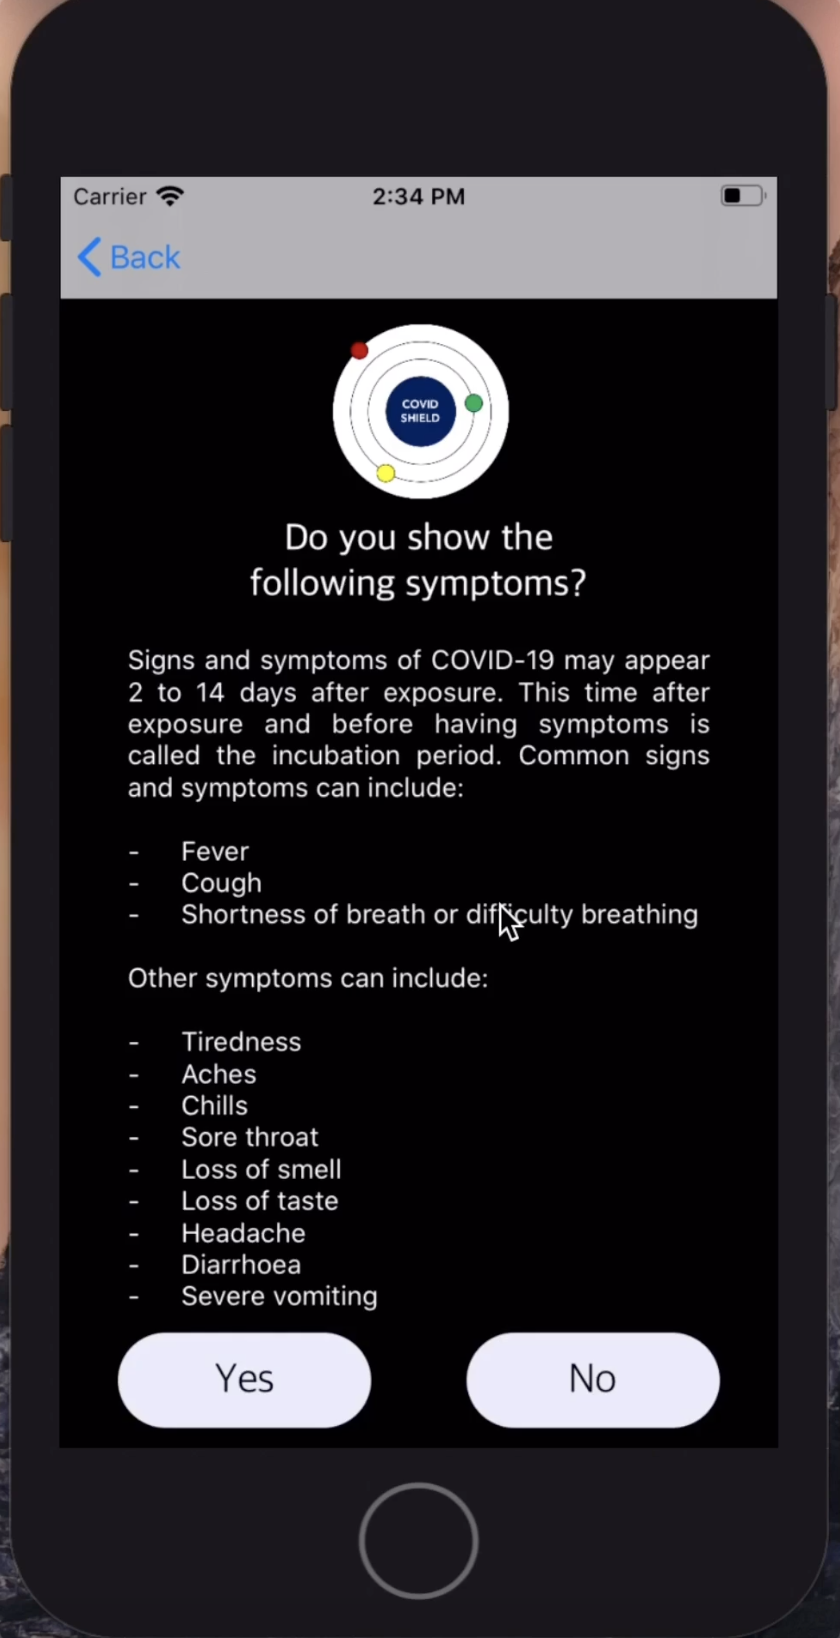 Carrier
2:34 PM
Back
COVID
SHIELD
Do you show the
following symptoms?
Signs and symptoms of COVID-19 may appear
2 to 14 days after exposure. This time after
exposure and before having symptoms is
called the incubation period. Common signs
and symptoms can include:
- Fever
- Cough
- Shortness of breath or difficulty breathing
Other symptoms can include:
- Tiredness
- Aches
- Chills
- Sore throat
- Loss of smell
- Loss of taste
- Headache
- Diarrhoea
- Severe vomiting
Yes
No